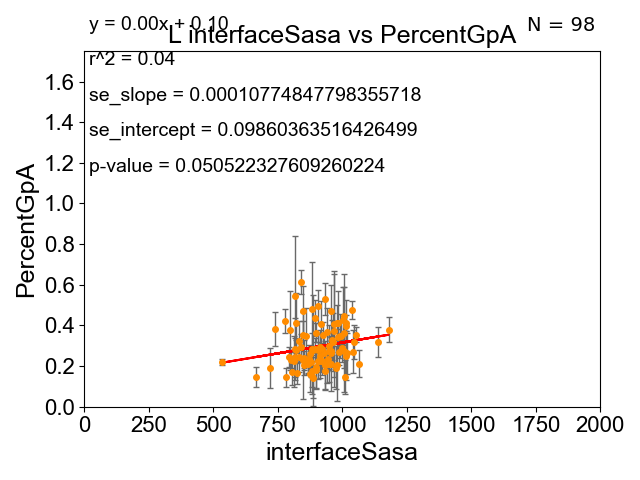 y = 0.00x + 0.10
N = 98
L interfaceSasa vs PercentGpA
r^2 = 0.04
se_slope = 0.00010774847798355718
se_intercept = 0.09860363516426499
p-value = 0.050522327609260224
PercentGpA
1.6
1.4
1.2
1.0
0.8
0.6
0.4
0.2
0.0
0 250 500 750 1000 1250 1500 1750 2000
interfaceSasa